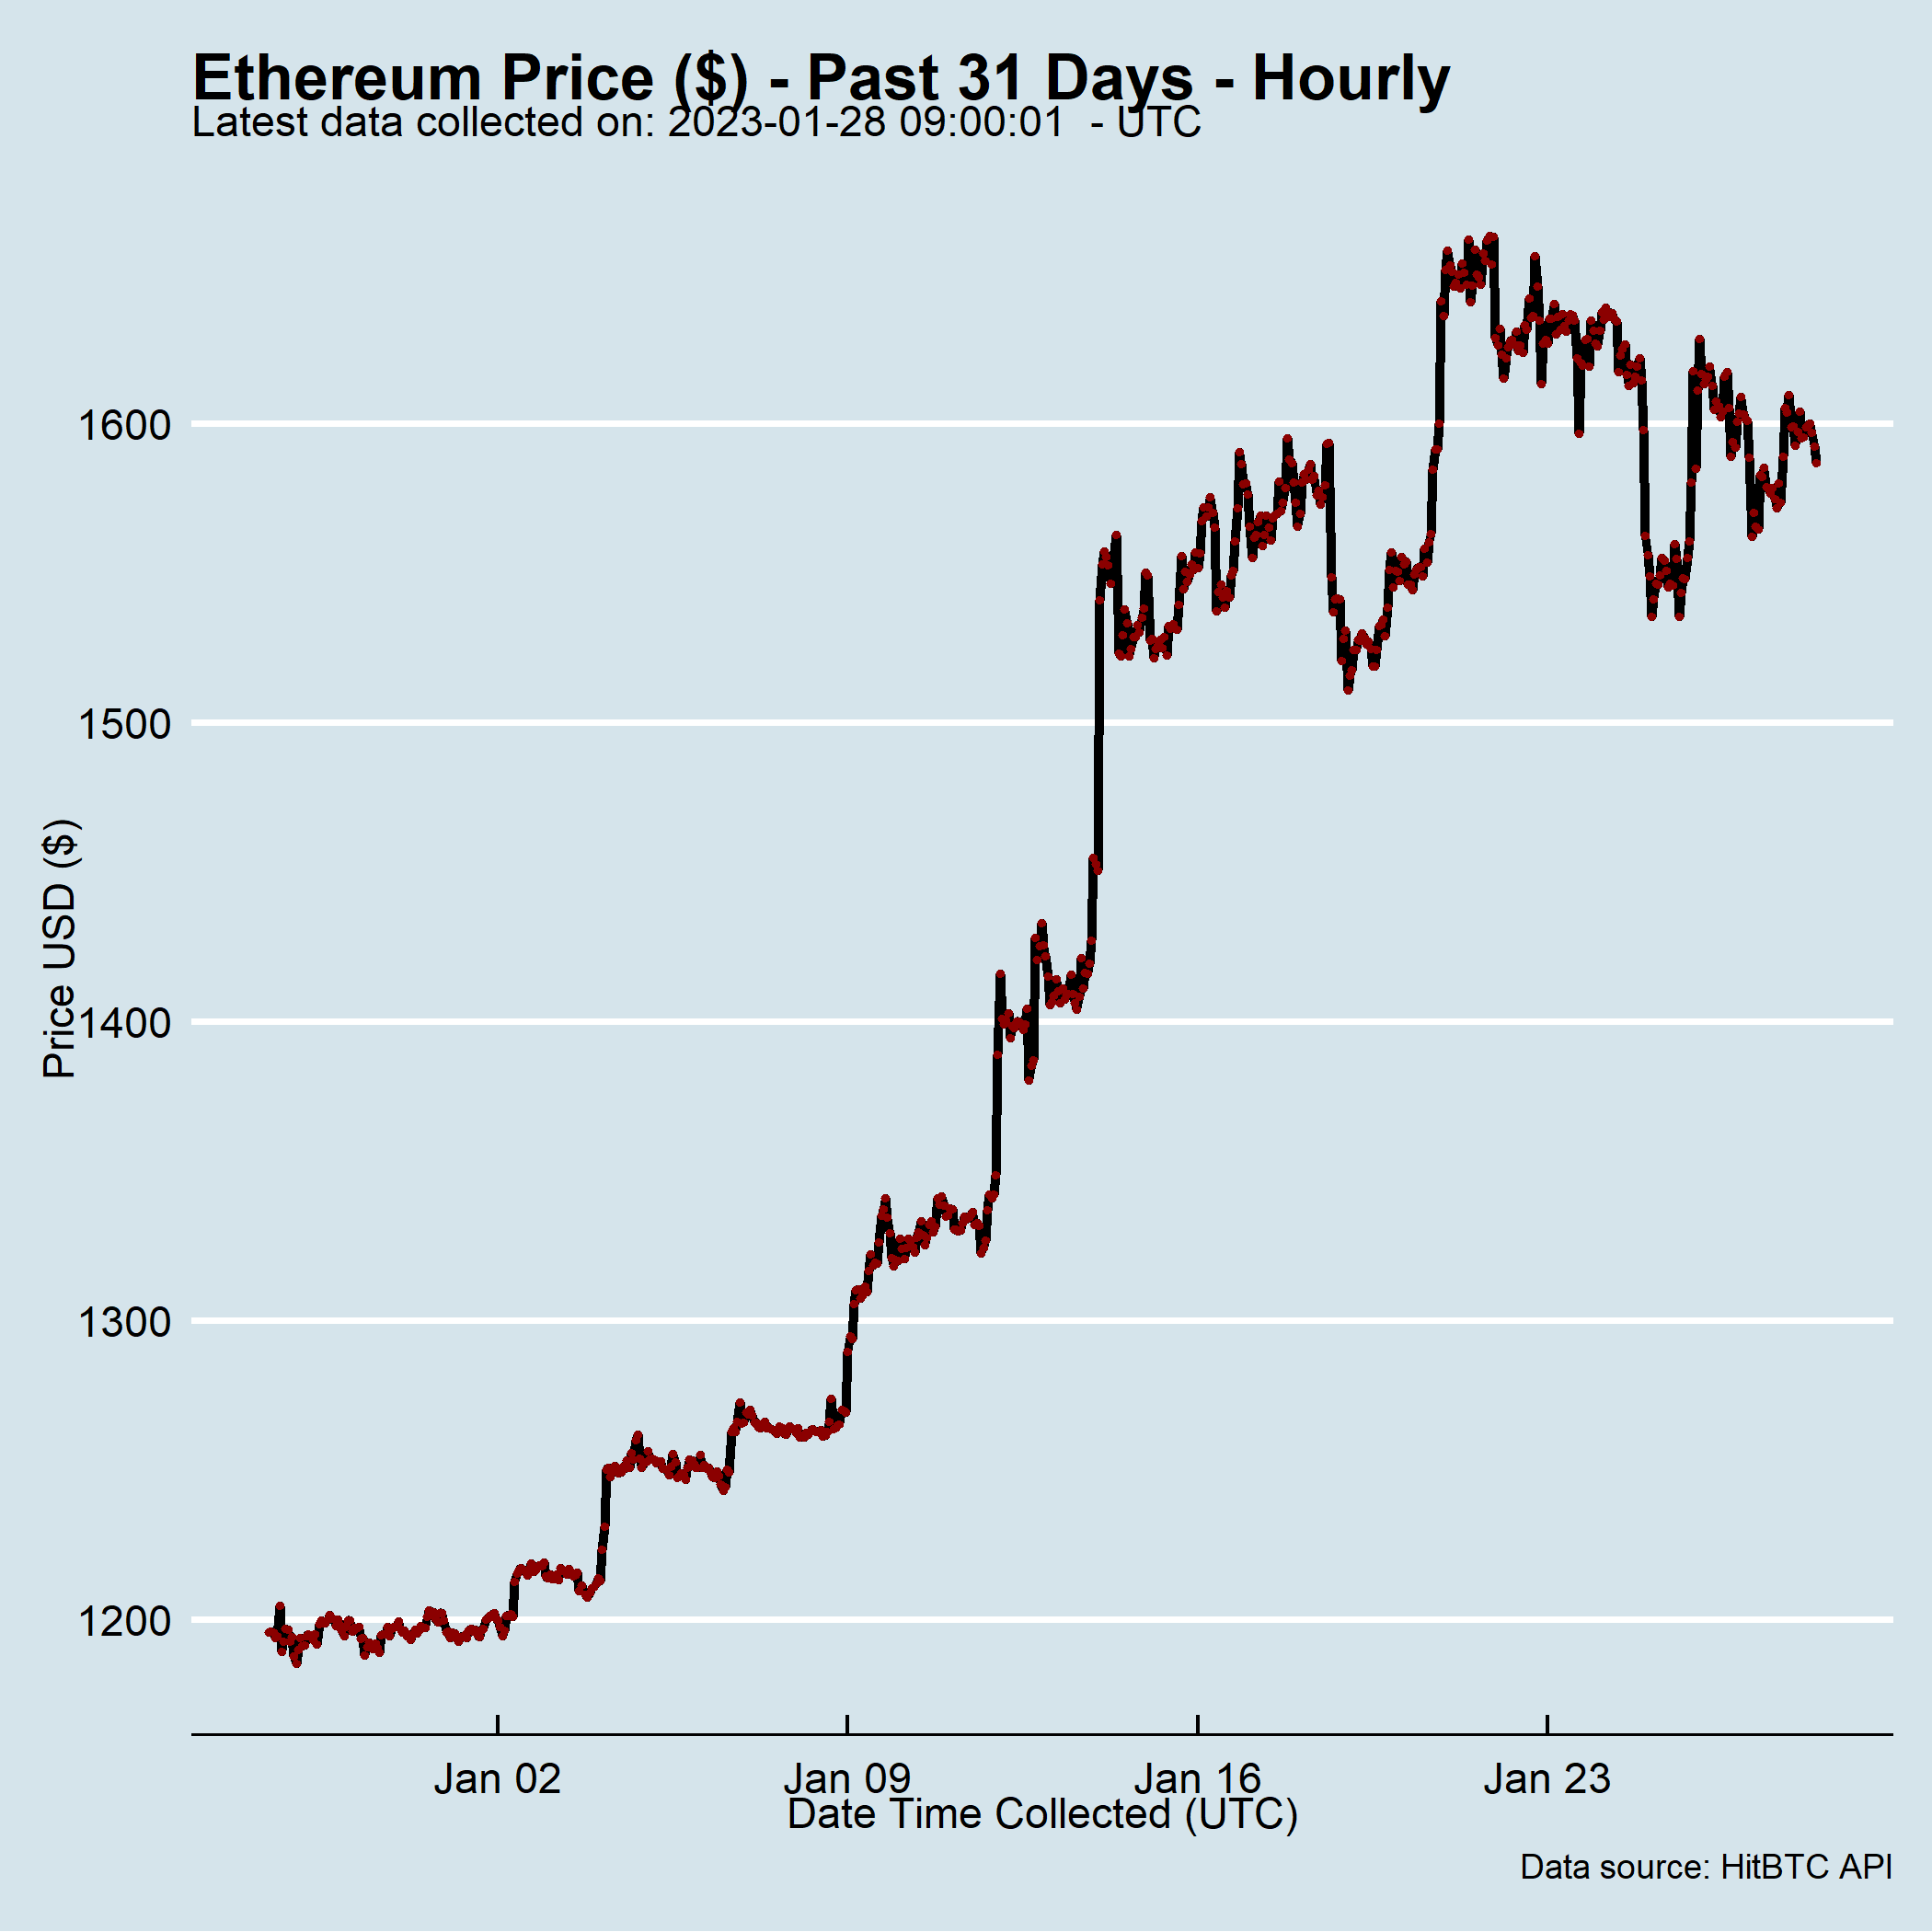 Ethereum Price ($) - Past 31 Days - Hourly
Latest data collected on: 2023-01-28 09:00:01  - UTC
1600
1500
Price USD ($)
1400
1300
1200
Jan 02 Jan 09 Jan 16 Jan 23
Date Time Collected (UTC)
Data source: HitBTC API